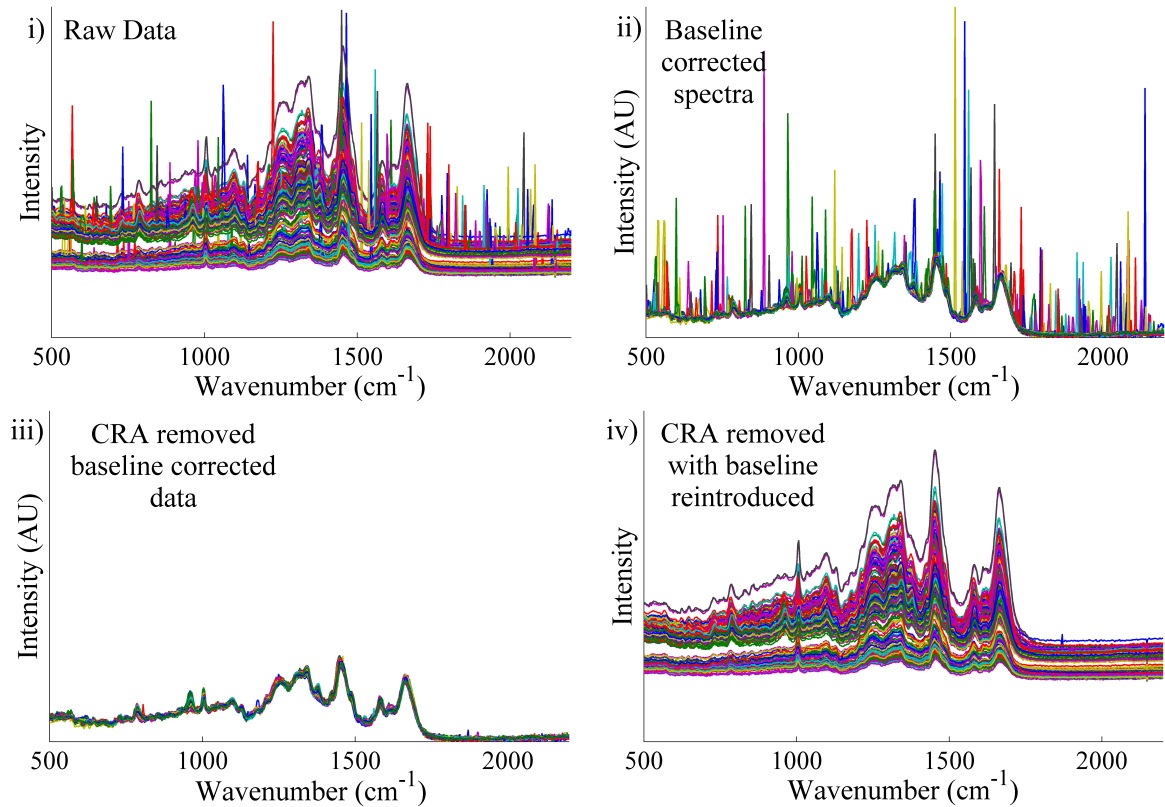 i) Raw Data
Intensity
500 1000 1500 2000
Wavenumber (cm-1)
ii) Baseline
corrected
spectra
Intensity (AU)
500 1000 1500 2000
Wavenumber (cm-1)
iii) CRA removed
baseline corrected
data
Intensity (AU)
500 1000 1500 2000
Wavenumber (cm-1)
iv) CRA removed
with baseline
reintroduced
Intensity
500 1000 1500 2000
Wavenumber (cm-1)